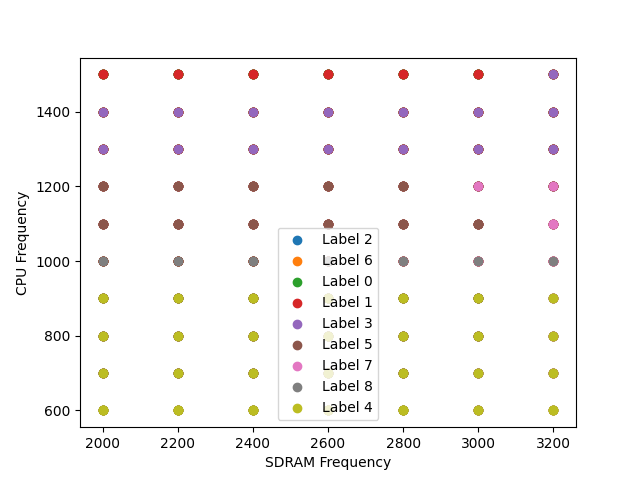 1400
1200
1000
800
600
CPU Frequency
Label 2
Label 6
Label 0
Label 1
Label 3
Label 5
Label 7
Label 8
Label 4
2000 2200 2400 2600 2800 3000 3200
SDRAM Frequency